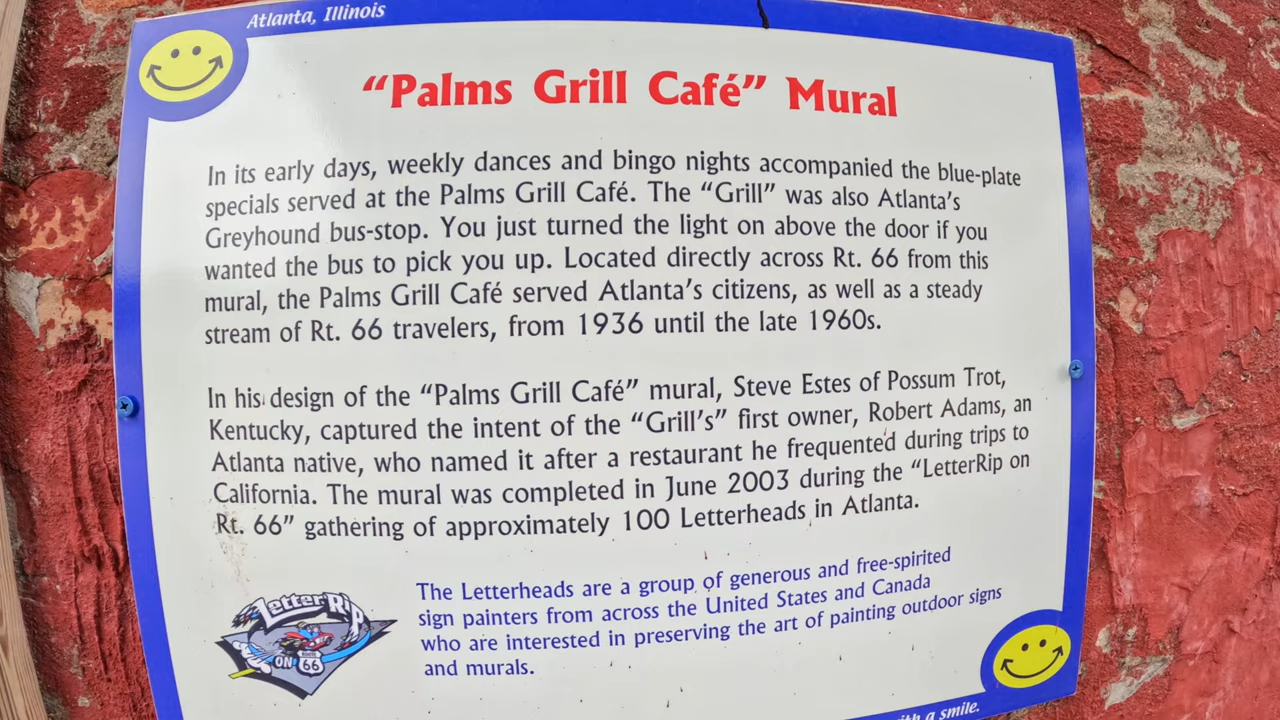 Atlanta, Illinois
“Palms Grill Café” Mural
In its early days, weekly dances and bingo nights accompanied the blue-plate
specials served at the Palms Grill Café. The “Grill” was also Atlanta’s
Greyhound bus-stop. You just turned the light on above the door if you
wanted the bus to pick you up. Located directly across Rt. 66 from this
mural, the Palms Grill Café served Atlanta’s citizens, as well as a steady
stream of Rt. 66 travelers, from 1936 until the late 1960s.
In his design of the “Palms Grill Café” mural, Steve Estes of Possum Trot,
Kentucky, captured the intent of the “Grill’s” first owner, Robert Adams, an
Atlanta native, who named it after a restaurant he frequented during trips to
California. The mural was completed in June 2003 during the “LetterRip on
Rt. 66” gathering of approximately 100 Letterheads in Atlanta.
Letter Rip
ON ROUTE 66
The Letterheads are a group of generous and free-spirited
sign painters from across the United States and Canada
who are interested in preserving the art of painting outdoor signs
and murals.
a smile.